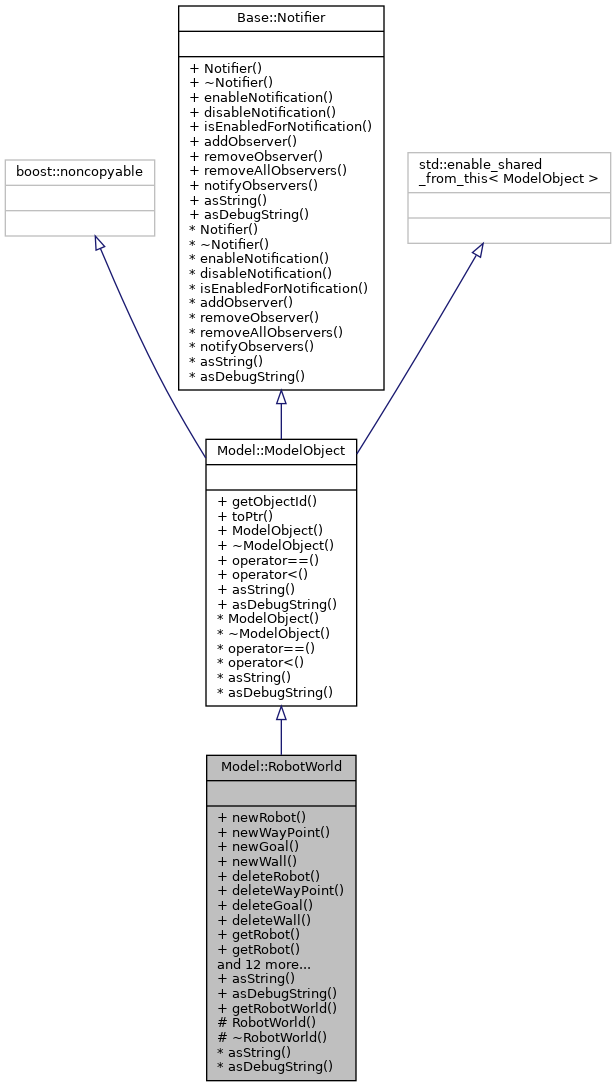 Base::Notifier
+ Notifier()
+ ~Notifier()
+ enableNotification()
+ disableNotification()
+ isEnabledForNotification()
+ addObserver()
+ removeObserver()
+ removeAllObservers()
+ notifyObservers()
+ asString()
+ asDebugString()
* Notifier()
* ~Notifier()
* enableNotification()
* disableNotification()
* isEnabledForNotification()
* addObserver()
* removeObserver()
* removeAllObservers()
* notifyObservers()
* asString()
* asDebugString()
boost::noncopyable
std::enable_shared
_from_this< ModelObject >
Model::ModelObject
+ getObjectId()
+ toPtr()
+ ModelObject()
+ ~ModelObject()
+ operator==()
+ operator<()
+ asString()
+ asDebugString()
* ModelObject()
* ~ModelObject()
* operator==()
* operator<()
* asString()
* asDebugString()
Model::RobotWorld
+ newRobot()
+ newWayPoint()
+ newGoal()
+ newWall()
+ deleteRobot()
+ deleteWayPoint()
+ deleteGoal()
+ deleteWall()
+ getRobot()
+ getRobot()
and 12 more...
+ asString()
+ asDebugString()
+ getRobotWorld()
# RobotWorld()
# ~RobotWorld()
* asString()
* asDebugString()